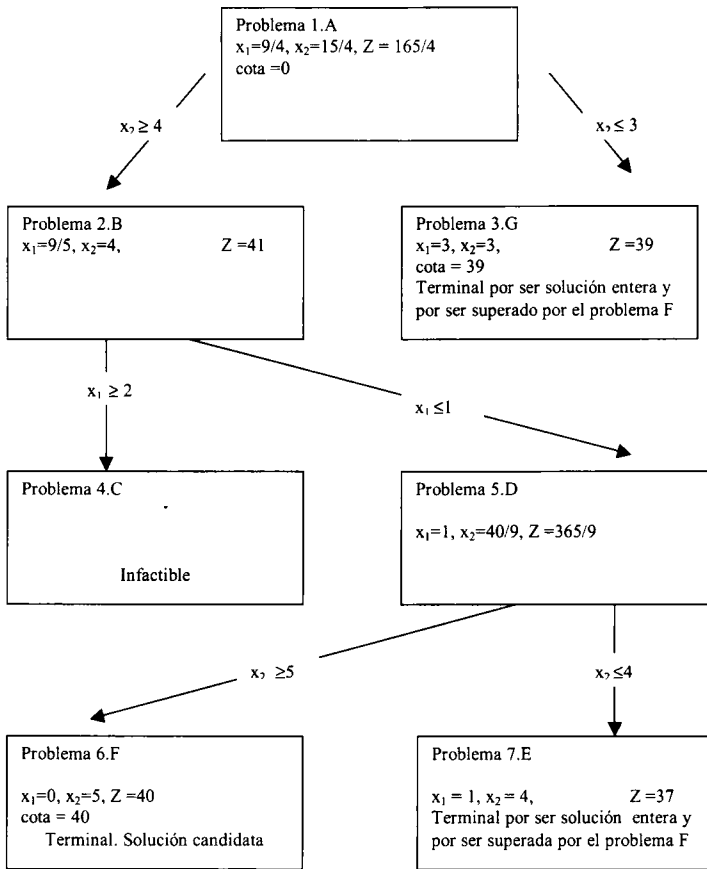 Problema 1.A
x₁=9/4, x₂=15/4, Z = 165/4
cota =0
x₂ ≥ 4
x₂ ≤ 3
Problema 2.B
x₁=9/5, x₂=4, Z =41
Problema 3.G
x₁=3, x₂=3, Z =39
cota = 39
Terminal por ser solución entera y
por ser superado por el problema F
x₁ ≥ 2
x₁ ≤1
Problema 4.C
Infactible
Problema 5.D
x₁=1, x₂=40/9, Z =365/9
x₂ ≥5
x₂ ≤4
Problema 6.F
x₁=0, x₂=5, Z =40
cota = 40
Terminal. Solución candidata
Problema 7.E
x₁ = 1, x₂ = 4, Z =37
Terminal por ser solución entera y
por ser superada por el problema F